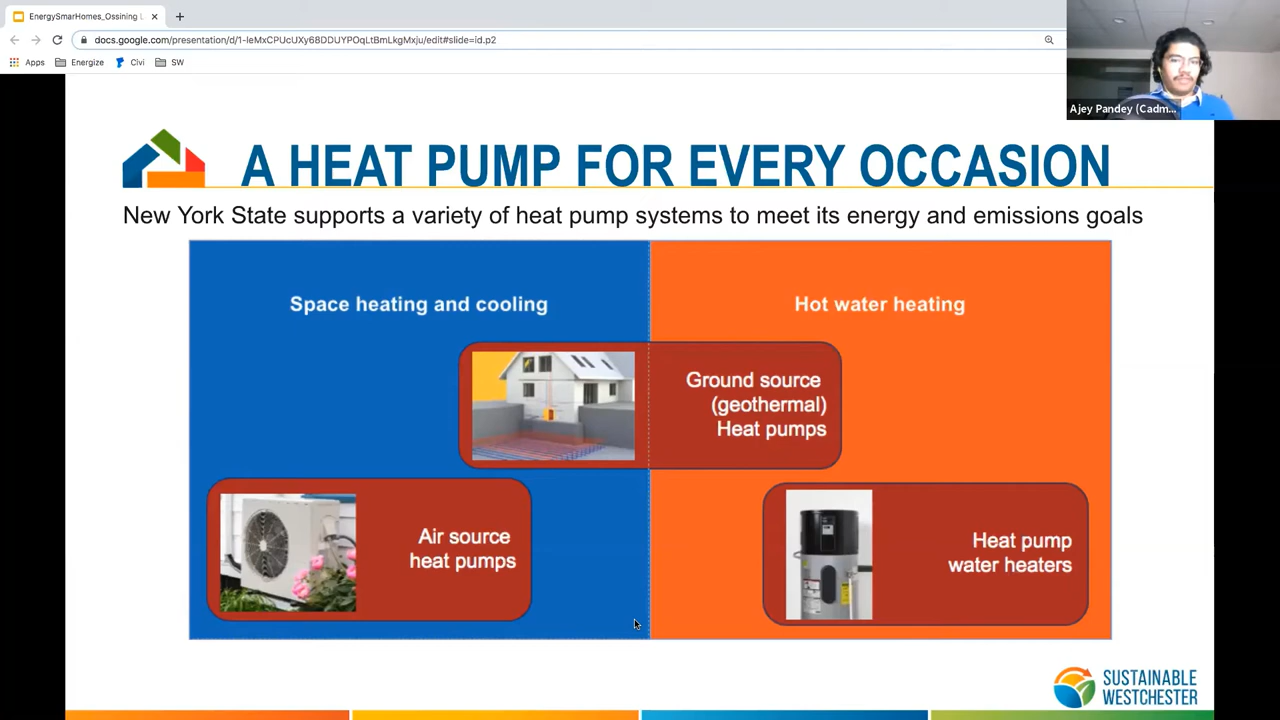 EnergySmarHomes_Ossining L
docs.google.com/presentation/d/1-IeMxCPUcUXy68DDUYPOqLtBmLkgMxju/edit#slide=id.p2
Apps
Energize
Civi
SW
Ajey Pandey (Cadm...
A HEAT PUMP FOR EVERY OCCASION
New York State supports a variety of heat pump systems to meet its energy and emissions goals
Space heating and cooling
Hot water heating
Ground source
(geothermal)
Heat pumps
Air source
heat pumps
Heat pump
water heaters
SUSTAINABLE
WESTCHESTER